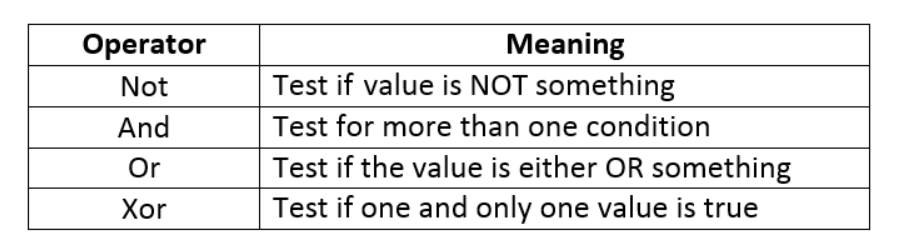 Operator Meaning
Not Test if value is NOT something
And Test for more than one condition
Or Test if the value is either OR something
Xor Test if one and only one value is true